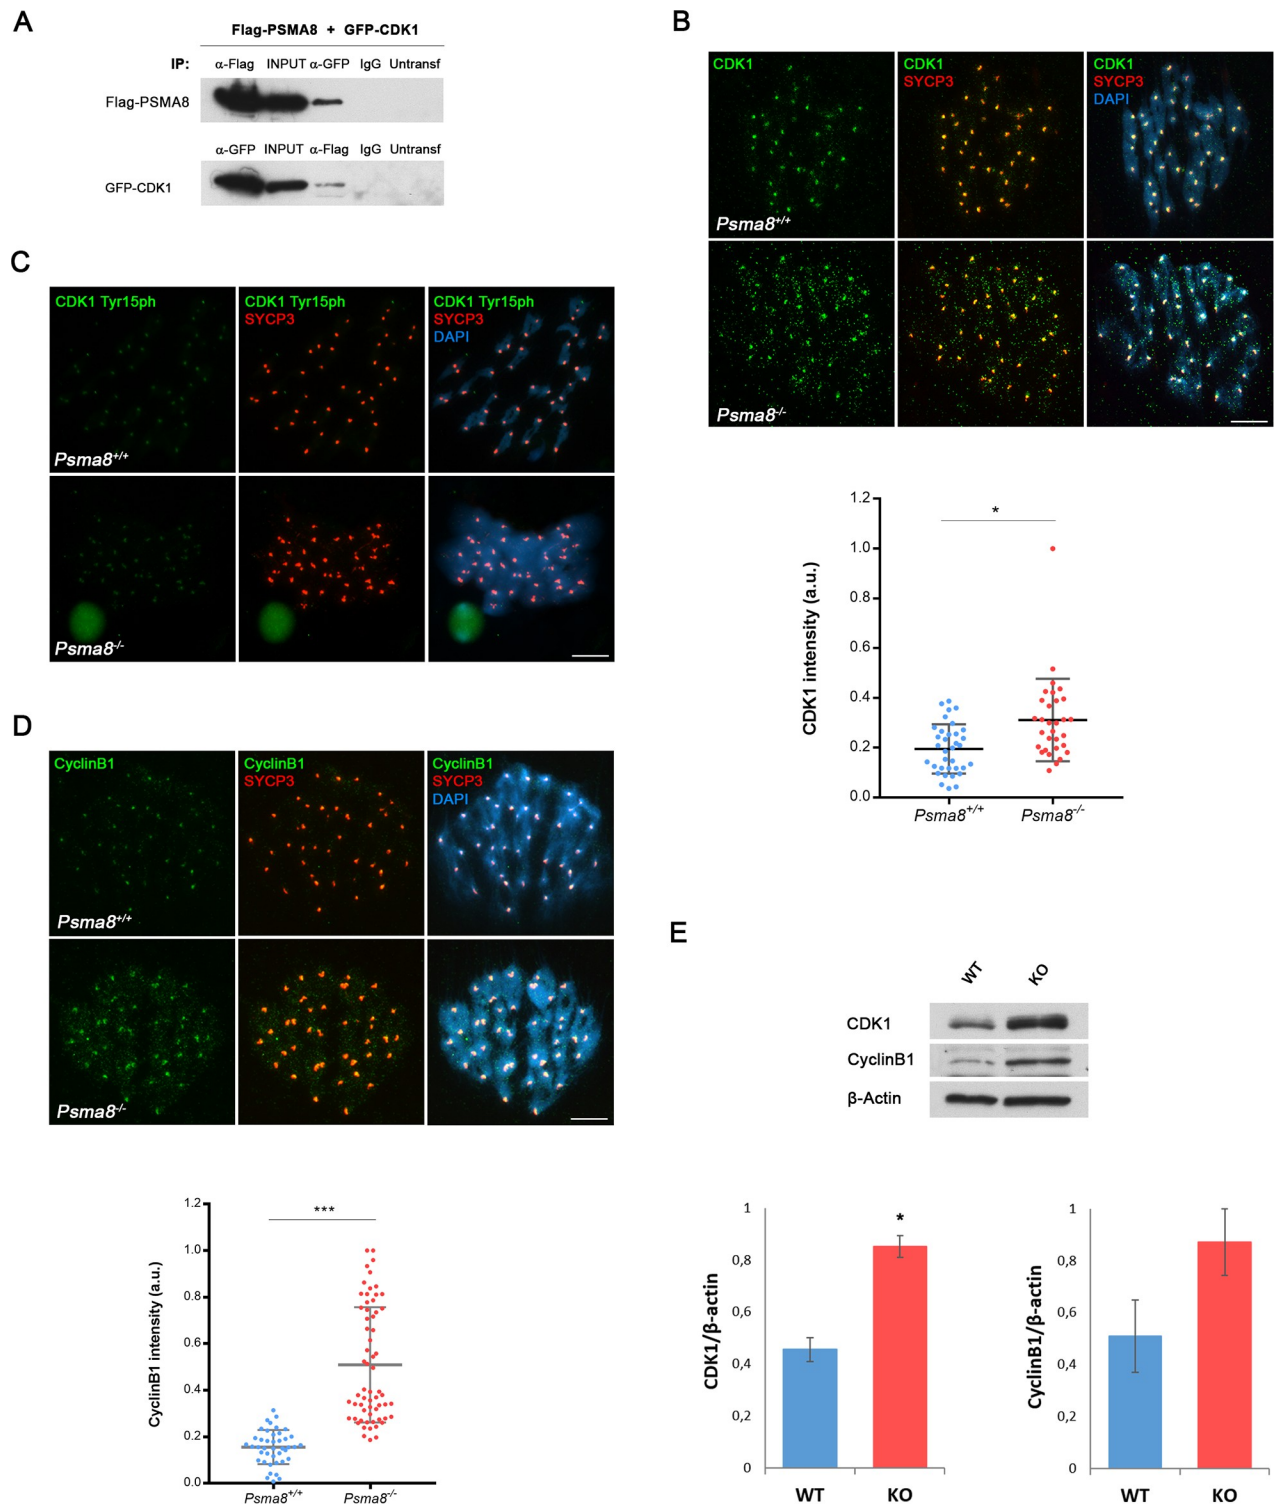 A
Flag-PSMA8 + GFP-CDK1
IP: α-Flag INPUT α-GFP IgG Untransf
Flag-PSMA8
α-GFP INPUT α-Flag IgG Untransf
GFP-CDK1
B
CDK1
CDK1
SYCP3
CDK1
SYCP3
DAPI
Psma8+/+
Psma8-/-
1.2
1.0
0.8
0.6
0.4
0.2
0.0
CDK1 intensity (a.u.)
*
Psma8+/+ Psma8-/-
C
CDK1 Tyr15ph
CDK1 Tyr15ph
SYCP3
CDK1 Tyr15ph
SYCP3
DAPI
Psma8+/+
Psma8-/-
D
CyclinB1
CyclinB1
SYCP3
CyclinB1
SYCP3
DAPI
Psma8+/+
Psma8-/-
1.2
1.0
0.8
0.6
0.4
0.2
0.0
CyclinB1 intensity (a.u.)
***
Psma8+/+ Psma8-/-
E
WT KO
CDK1
CyclinB1
β-Actin
1
0,8
0,6
0,4
0,2
0
CDK1/β-actin
*
WT KO
1
0,8
0,6
0,4
0,2
0
CyclinB1/β-actin
WT KO